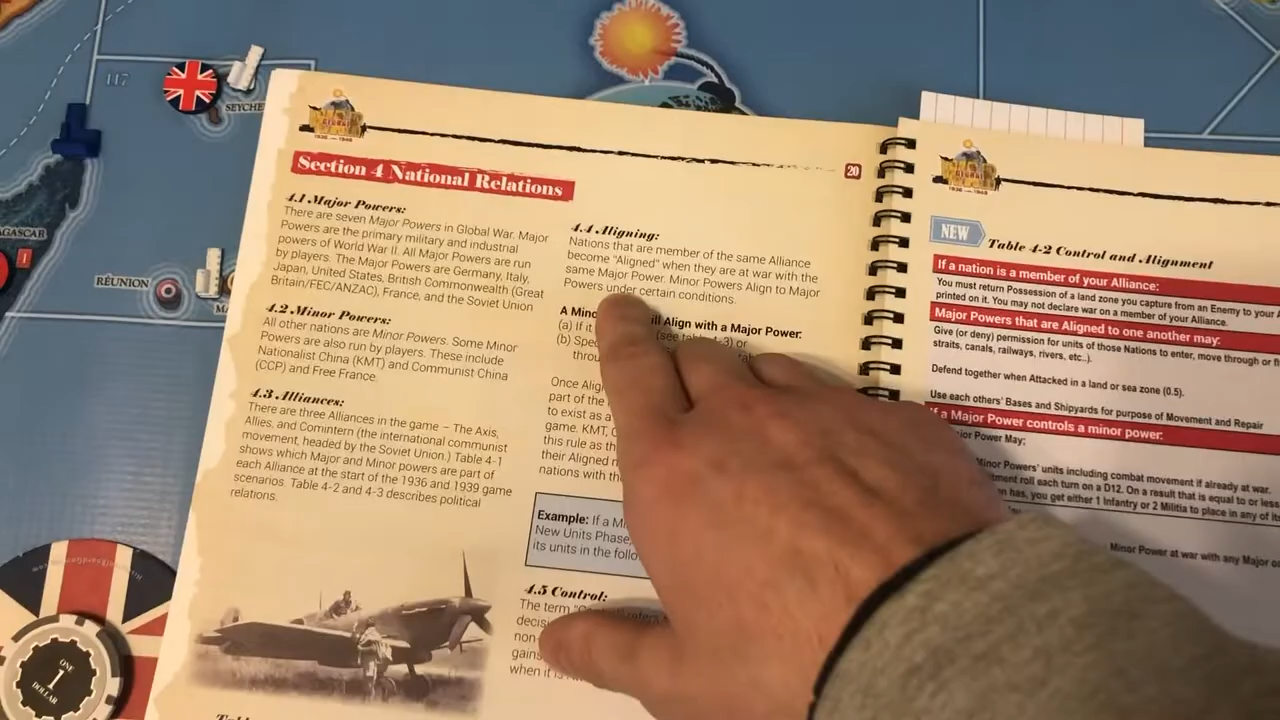 117
SEYCHE
AGASCAR
1
RÉUNION
MA
GLOBAL
1936 — 1945
20
Section 4 National Relations
4.1 Major Powers:
There are seven Major Powers in Global War. Major
Powers are the primary military and industrial
powers of World War II. All Major Powers are run
by players. The Major Powers are Germany, Italy,
Japan, United States, British Commonwealth (Great
Britain/FEC/ANZAC), France, and the Soviet Union
4.2 Minor Powers:
All other nations are Minor Powers. Some Minor
Powers are also run by players. These include
Nationalist China (KMT) and Communist China
(CCP) and Free France.
4.3 Alliances:
There are three Alliances in the game – The Axis,
Allies, and Comintern (the international communist
movement, headed by the Soviet Union.) Table 4-1
shows which Major and Minor powers are part of
each Alliance at the start of the 1936 and 1939 game
scenarios. Table 4-2 and 4-3 describes political
relations.
4.4 Aligning:
Nations that are member of the same Alliance
become "Aligned" when they are at war with the
same Major Power. Minor Powers Align to Major
Powers under certain conditions.
A Mino ill Align with a Major Power:
(a) If it (see table 4-3) or
(b) Spec
throu tab
Once Alig
part of the
to exist as a
game. KMT, C
this rule as th
their Aligned n
nations with th
Example: If a Mi
New Units Phase,
its units in the follo
4.5 Control:
The term
decisi
non-
gains
when it is
NEW Table 4-2 Control and Alignment
If a nation is a member of your Alliance:
You must return Possession of a land zone you capture from an Enemy to your A
printed on it. You may not declare war on a member of your Alliance.
Major Powers that are Aligned to one another may:
Give (or deny) permission for units of those Nations to enter, move through or fl
straits, canals, railways, rivers, etc..).
Defend together when Attacked in a land or sea zone (0.5).
Use each others' Bases and Shipyards for purpose of Movement and Repair
If a Major Power controls a minor power:
jor Power May;
Minor Powers' units including combat movement if already at war.
tment roll each turn on a D12. On a result that is equal to or less
on has, you get either 1 Infantry or 2 Militia to place in any of its
Minor Power at war with any Major o
ONE
1
DOLLAR